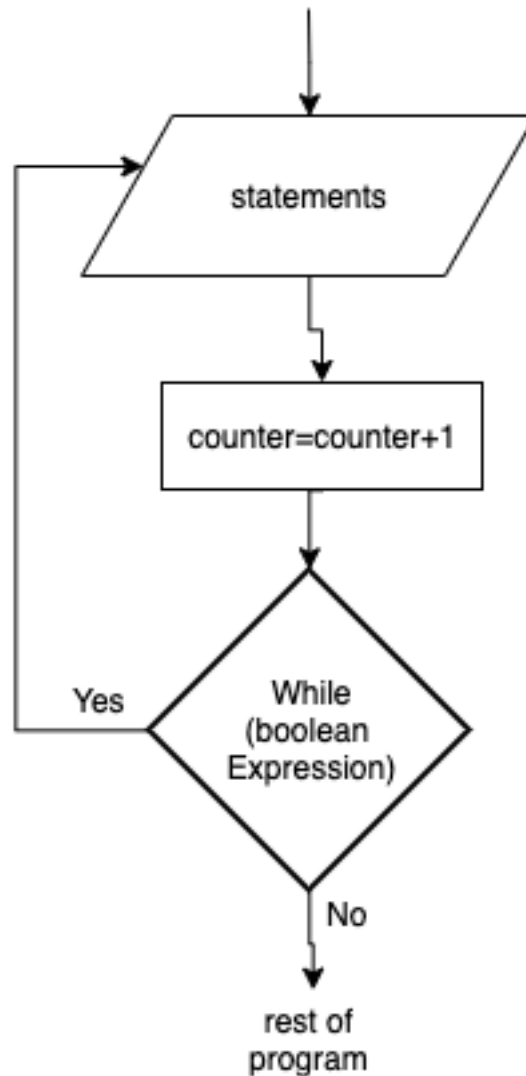 statements
counter=counter+1
While
(boolean
Expression)
Yes
No
rest of
program